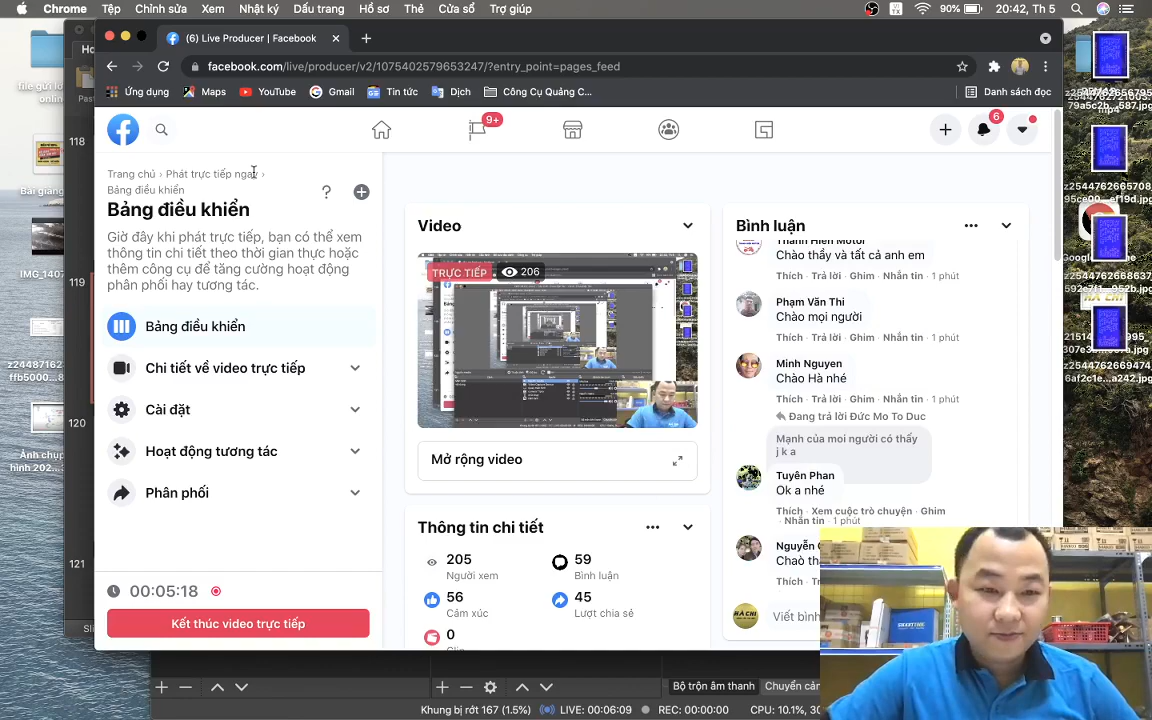 Chrome Tệp Chỉnh sửa Xem Nhật ký Dấu trang Hồ sơ Thẻ Cửa sổ Trợ giúp 90% 20:42, Th 5
(6) Live Producer | Facebook
facebook.com/live/producer/v2/1075402579653247/?entry_point=pages_feed
Ứng dụng Maps YouTube Gmail Tin tức Dịch Công Cụ Quảng C... Danh sách đọc
9+
6
Trang chủ › Phát trực tiếp ngay ›
Bảng điều khiển
Bảng điều khiển
Giờ đây khi phát trực tiếp, bạn có thể xem
thông tin chi tiết theo thời gian thực hoặc
thêm công cụ để tăng cường hoạt động
phân phối hay tương tác.
Bảng điều khiển
Chi tiết về video trực tiếp
Cài đặt
Hoạt động tương tác
Phân phối
00:05:18
Kết thúc video trực tiếp
Video
TRỰC TIẾP 206
Mở rộng video
Thông tin chi tiết
205
Người xem
59
Bình luận
56
Cảm xúc
45
Lượt chia sẻ
0
Bình luận
Thanh Hien Motor
Chào thầy và tất cả anh em
Thích · Trả lời · Ghim · Nhắn tin · 1 phút
Phạm Văn Thi
Chào mọi người
Thích · Trả lời · Ghim · Nhắn tin · 1 phút
Minh Nguyen
Chào Hà nhé
Thích · Trả lời · Ghim · Nhắn tin · 1 phút
Đang trả lời Đức Mo To Duc
Mạnh của moi người có thấy
j k a
Tuyên Phan
Ok a nhé
Thích · Xem cuộc trò chuyện · Ghim
· Nhắn tin · 1 phút
118
119
120
121
file gửi lo
online
Ảnh chụp
hình 202...
Bộ trộn âm thanh
Khung bị rớt 167 (1.5%) LIVE: 00:06:09 REC: 00:00:00